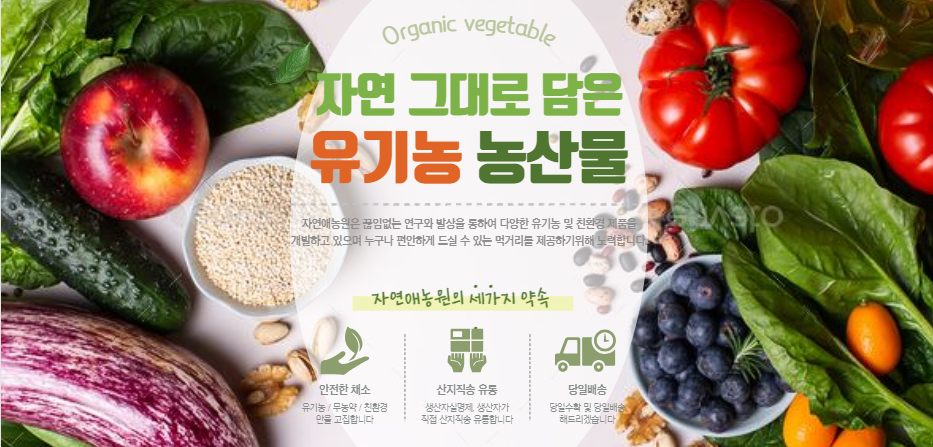 Organic vegetable
자연 그대로 담은
유기농 농산물
자연애농원은 끊임없는 연구와 발상을 통하여 다양한 유기농 및 친환경 제품을
개발하고 있으며 누구나 편안하게 드실 수 있는 먹거리를 제공하기위해 노력합니다
자연애농원의 세가지 약속
안전한 채소
유기농 / 무농약 / 친환경
만을 고집합니다
산지직송 유통
생산자실명제, 생산자가
직접 산지직송 유통합니다
당일배송
당일수확 및 당일배송
해드리겠습니다